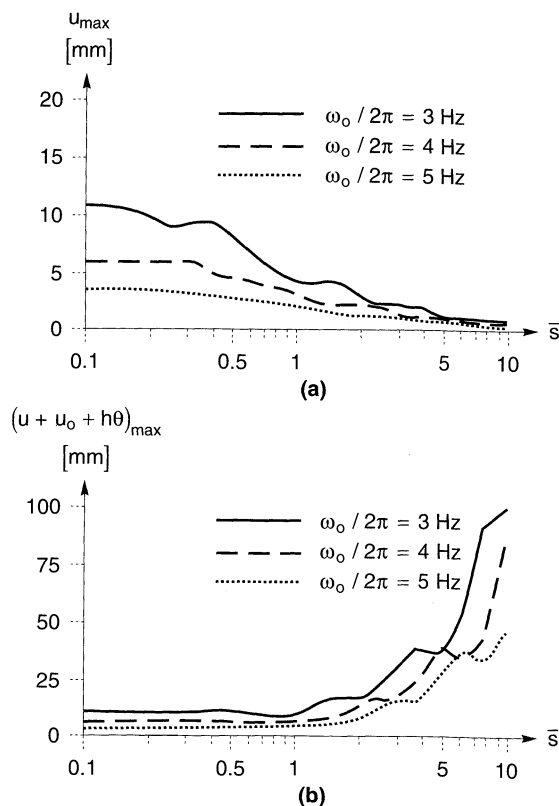 u_max
[mm]
20
ω_o / 2π = 3 Hz
15
ω_o / 2π = 4 Hz
ω_o / 2π = 5 Hz
10
5
0
0.1 0.5 1 5 10 s̄
(a)
(u + u_o + hθ)_max
[mm]
100
ω_o / 2π = 3 Hz
75
ω_o / 2π = 4 Hz
ω_o / 2π = 5 Hz
50
25
0
0.1 0.5 1 5 10 s̄
(b)